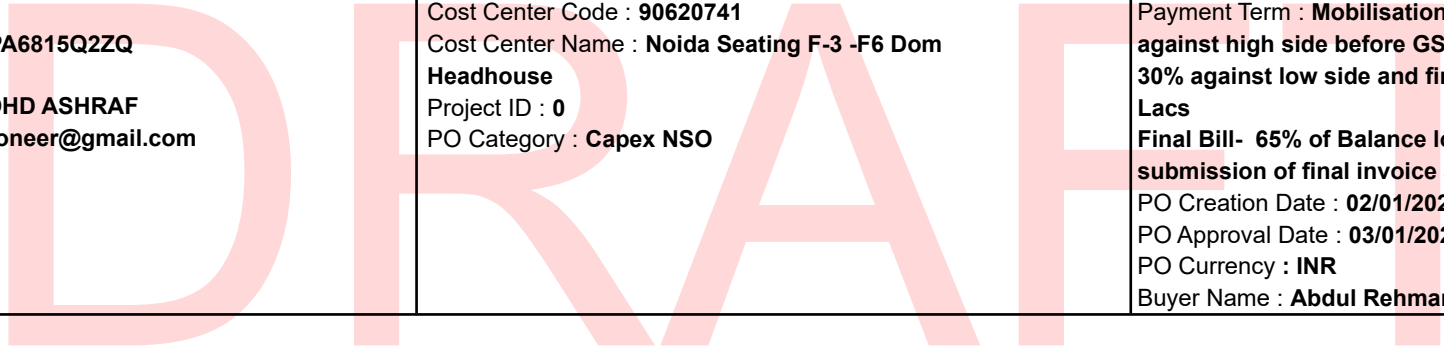 PA6815Q2ZQ
OHD ASHRAF
oneer@gmail.com
Cost Center Code : 90620741
Cost Center Name : Noida Seating F-3 -F6 Dom
Headhouse
Project ID : 0
PO Category : Capex NSO
Payment Term : Mobilisation
against high side before GS
30% against low side and fi
Lacs
Final Bill- 65% of Balance l
submission of final invoice
PO Creation Date : 02/01/202
PO Approval Date : 03/01/202
PO Currency : INR
Buyer Name : Abdul Rehma
DRAFT